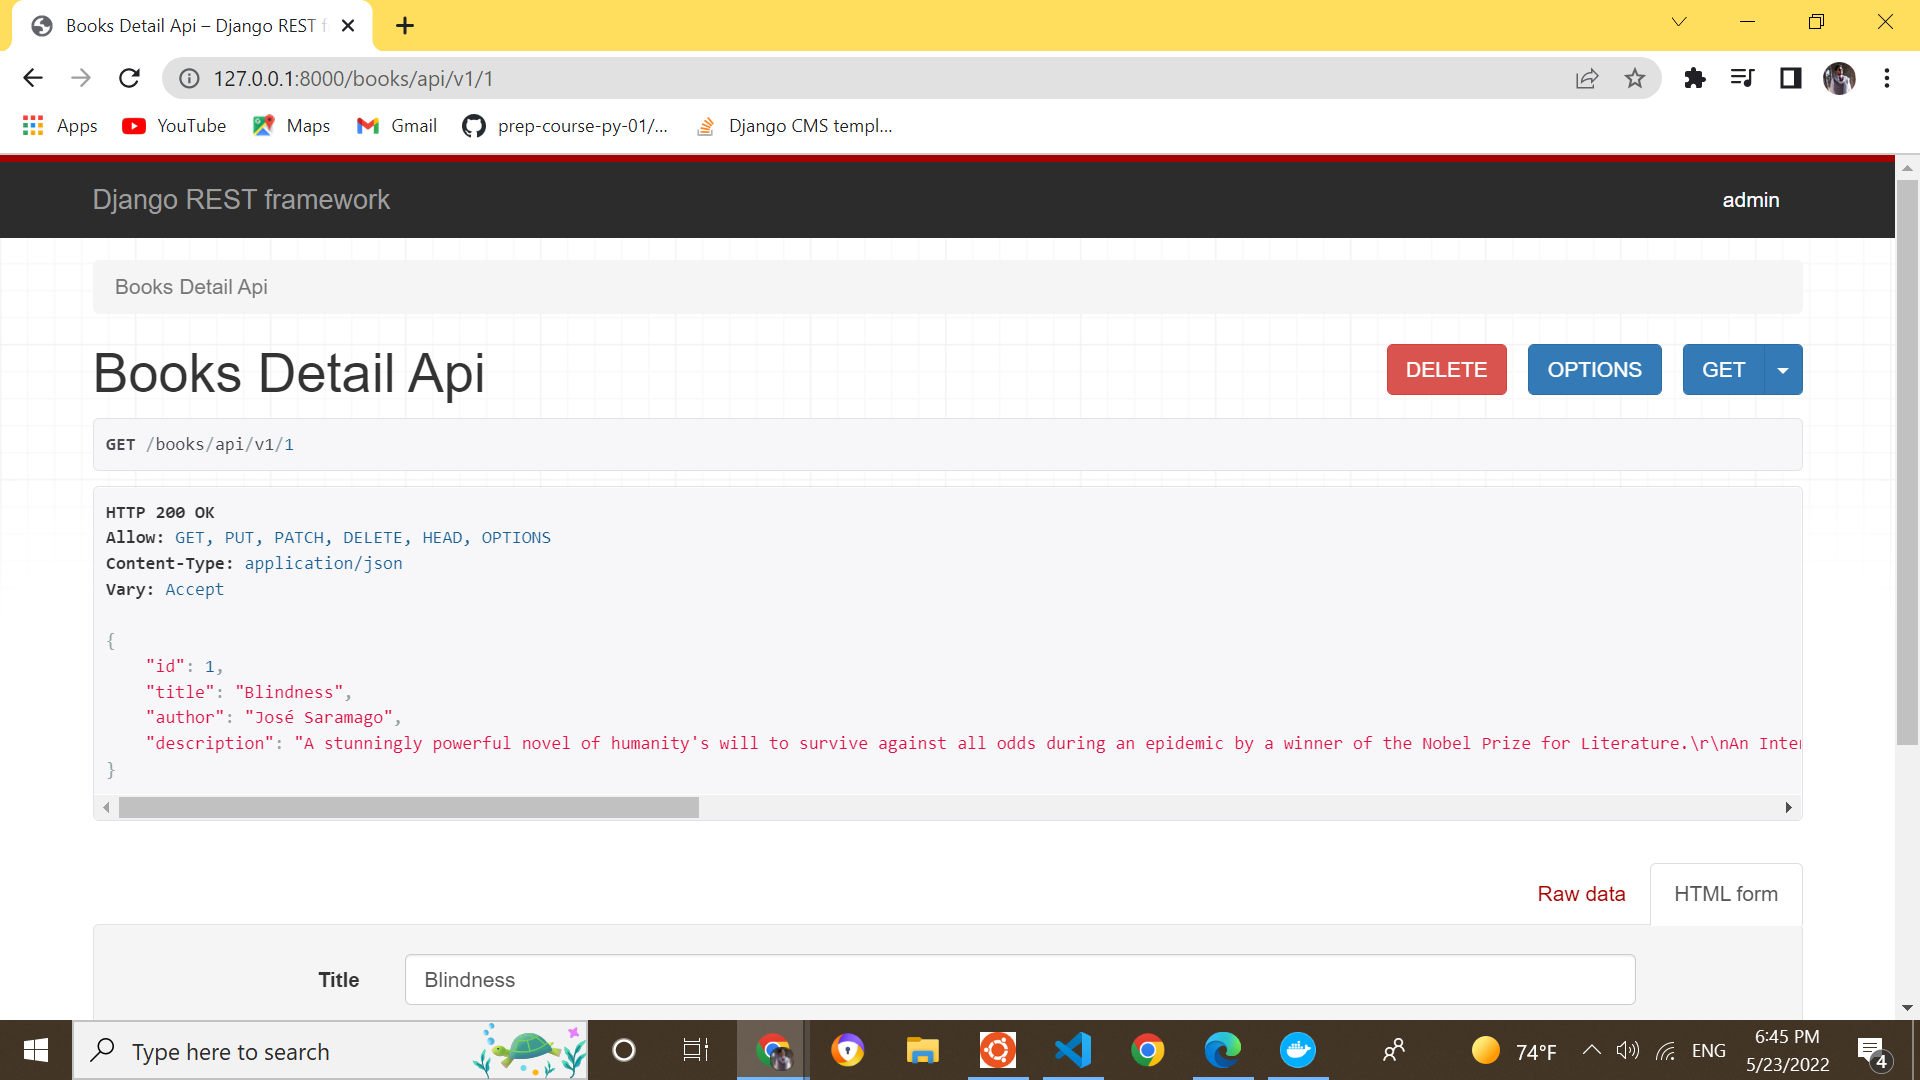 Books Detail Api – Django REST f
127.0.0.1:8000/books/api/v1/1
Apps
YouTube
Maps
Gmail
prep-course-py-01/...
Django CMS templ...
Django REST framework
admin
Books Detail Api
Books Detail Api
DELETE
OPTIONS
GET
GET /books/api/v1/1
HTTP 200 OK
Allow: GET, PUT, PATCH, DELETE, HEAD, OPTIONS
Content-Type: application/json
Vary: Accept
{
"id": 1,
"title": "Blindness",
"author": "José Saramago",
"description": "A stunningly powerful novel of humanity's will to survive against all odds during an epidemic by a winner of the Nobel Prize for Literature.\r\nAn Inter
}
Raw data
HTML form
Title
Blindness
Type here to search
74°F
ENG
6:45 PM
5/23/2022
4